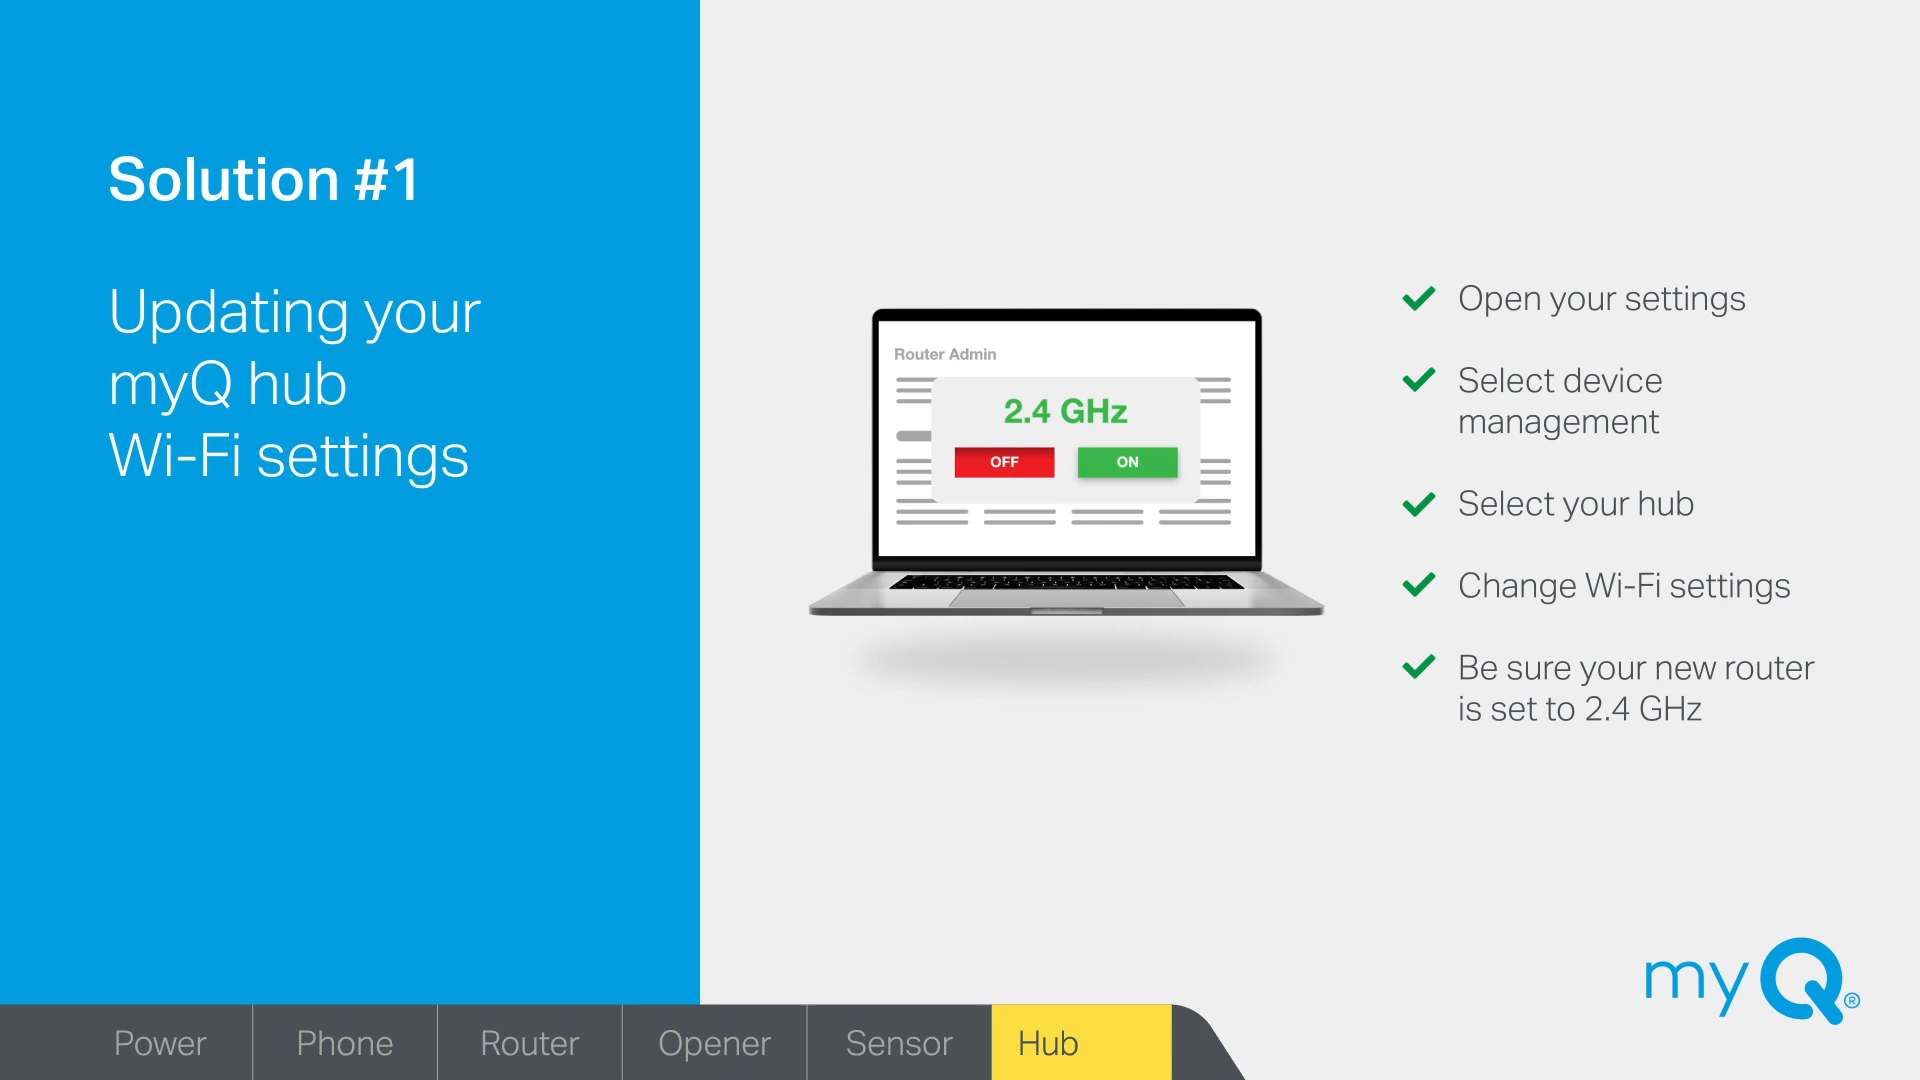 Solution #1
Updating your
myQ hub
Wi-Fi settings
Router Admin
2.4 GHz
OFF
ON
Open your settings
Select device
management
Select your hub
Change Wi-Fi settings
Be sure your new router
is set to 2.4 GHz
myQ®
Power
Phone
Router
Opener
Sensor
Hub